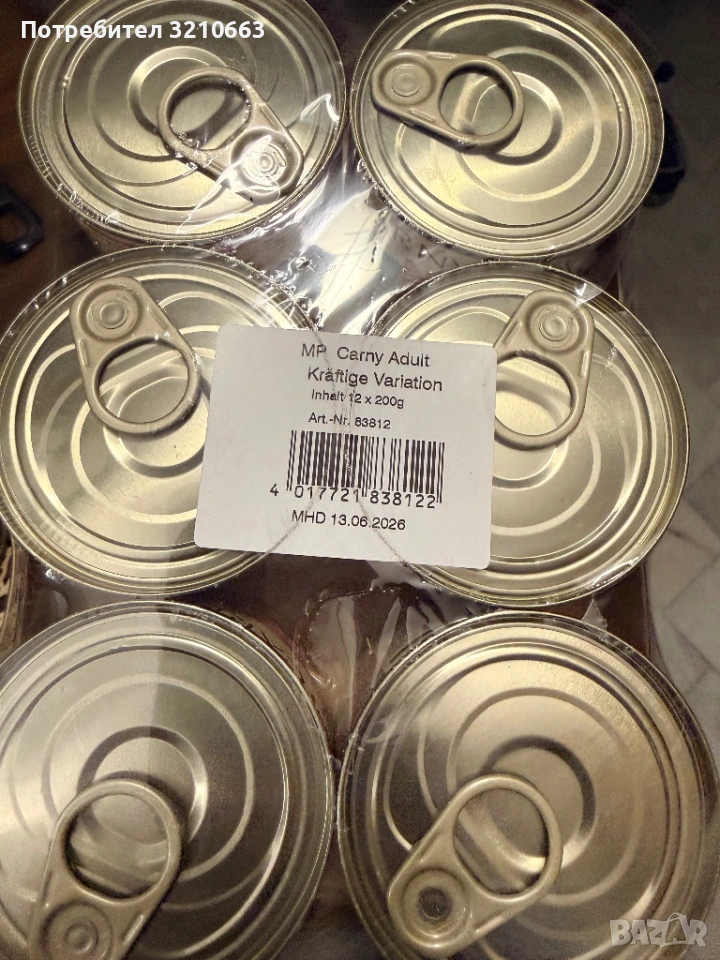 Потребител 3210663
MP Carny Adult
Kräftige Variation
Inhalt 12 x 200g
Art.-Nr. 83812
4 017721 838122
MHD 13.06.2026
BAZAR